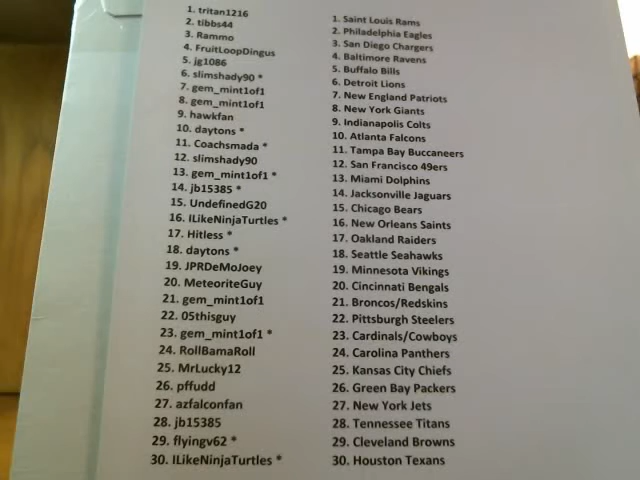 1. tritan1216
2. tibbs44
3. Rammo
4. FruitLoopDingus
5. jg1086
6. slimshady90 *
7. gem_mint1of1
8. gem_mint1of1
9. hawkfan
10. daytons *
11. Coachsmada *
12. slimshady90
13. gem_mint1of1 *
14. jb15385 *
15. UndefinedG20
16. ILikeNinjaTurtles *
17. Hitless *
18. daytons *
19. JPRDeMoJoey
20. MeteoriteGuy
21. gem_mint1of1
22. 05thisguy
23. gem_mint1of1 *
24. RollBamaRoll
25. MrLucky12
26. pffudd
27. azfalconfan
28. jb15385
29. flyingv62 *
30. ILikeNinjaTurtles *
1. Saint Louis Rams
2. Philadelphia Eagles
3. San Diego Chargers
4. Baltimore Ravens
5. Buffalo Bills
6. Detroit Lions
7. New England Patriots
8. New York Giants
9. Indianapolis Colts
10. Atlanta Falcons
11. Tampa Bay Buccaneers
12. San Francisco 49ers
13. Miami Dolphins
14. Jacksonville Jaguars
15. Chicago Bears
16. New Orleans Saints
17. Oakland Raiders
18. Seattle Seahawks
19. Minnesota Vikings
20. Cincinnati Bengals
21. Broncos/Redskins
22. Pittsburgh Steelers
23. Cardinals/Cowboys
24. Carolina Panthers
25. Kansas City Chiefs
26. Green Bay Packers
27. New York Jets
28. Tennessee Titans
29. Cleveland Browns
30. Houston Texans